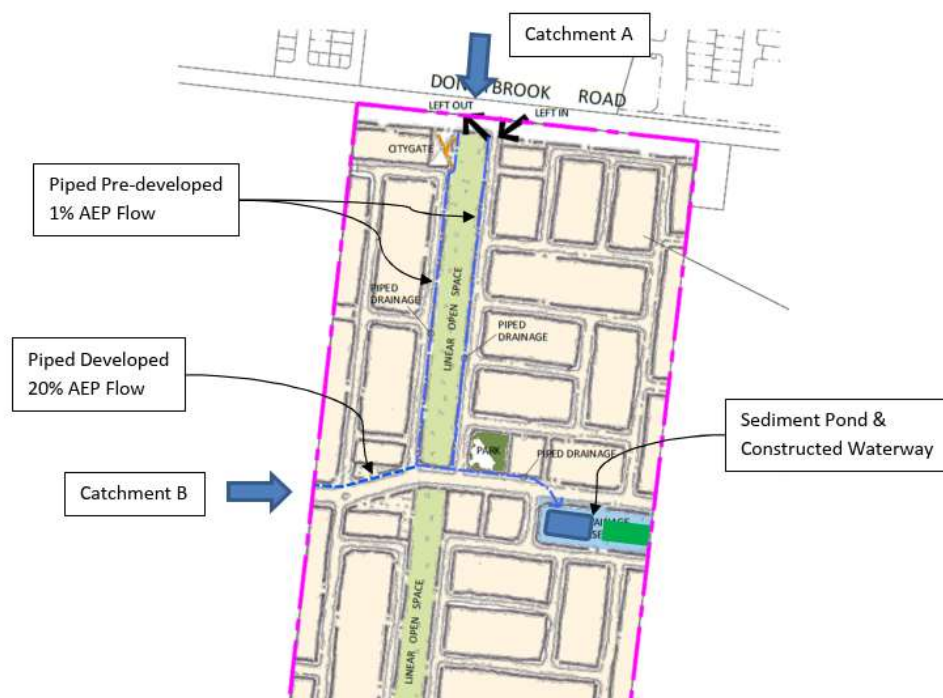 Catchment A
DONNYBROOK ROAD
LEFT OUT
LEFT IN
CITYGATE
Piped Pre-developed
1% AEP Flow
PIPED
DRAINAGE
LINEAR OPEN SPACE
PIPED
DRAINAGE
Piped Developed
20% AEP Flow
Sediment Pond &
Constructed Waterway
PARK
PIPED DRAINAGE
Catchment B
LINEAR OPEN SPACE